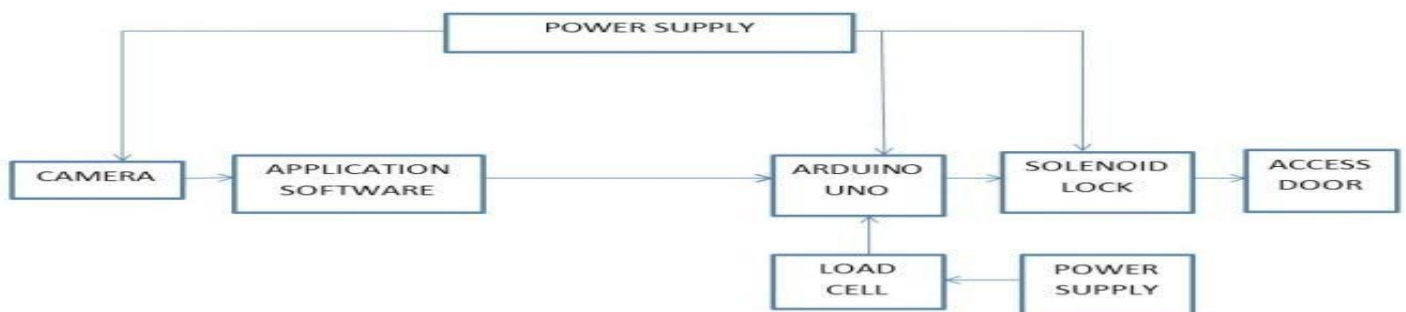 POWER SUPPLY
CAMERA
APPLICATION
SOFTWARE
ARDUINO
UNO
SOLENOID
LOCK
ACCESS
DOOR
LOAD
CELL
POWER
SUPPLY